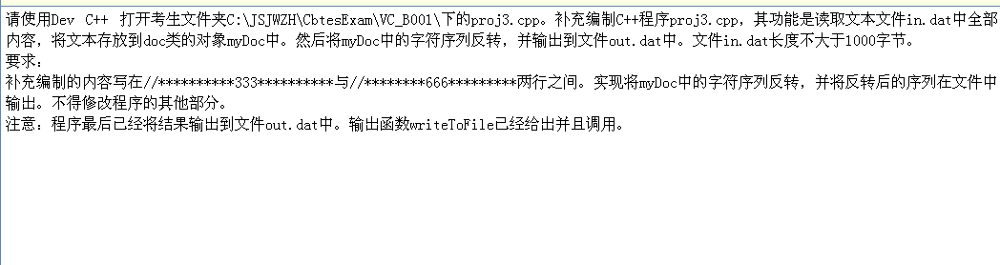 请使用Dev C++ 打开考生文件夹C:\JSJWZH\CbtesExam\VC_B001\下的proj3.cpp。补充编制C++程序proj3.cpp，其功能是读取文本文件in.dat中全部
内容，将文本存放到doc类的对象myDoc中。然后将myDoc中的字符序列反转，并输出到文件out.dat中。文件in.dat长度不大于1000字节。
要求：
补充编制的内容写在//**********333**********与//********666*********两行之间。实现将myDoc中的字符序列反转，并将反转后的序列在文件中
输出。不得修改程序的其他部分。
注意：程序最后已经将结果输出到文件out.dat中。输出函数writeToFile已经给出并且调用。